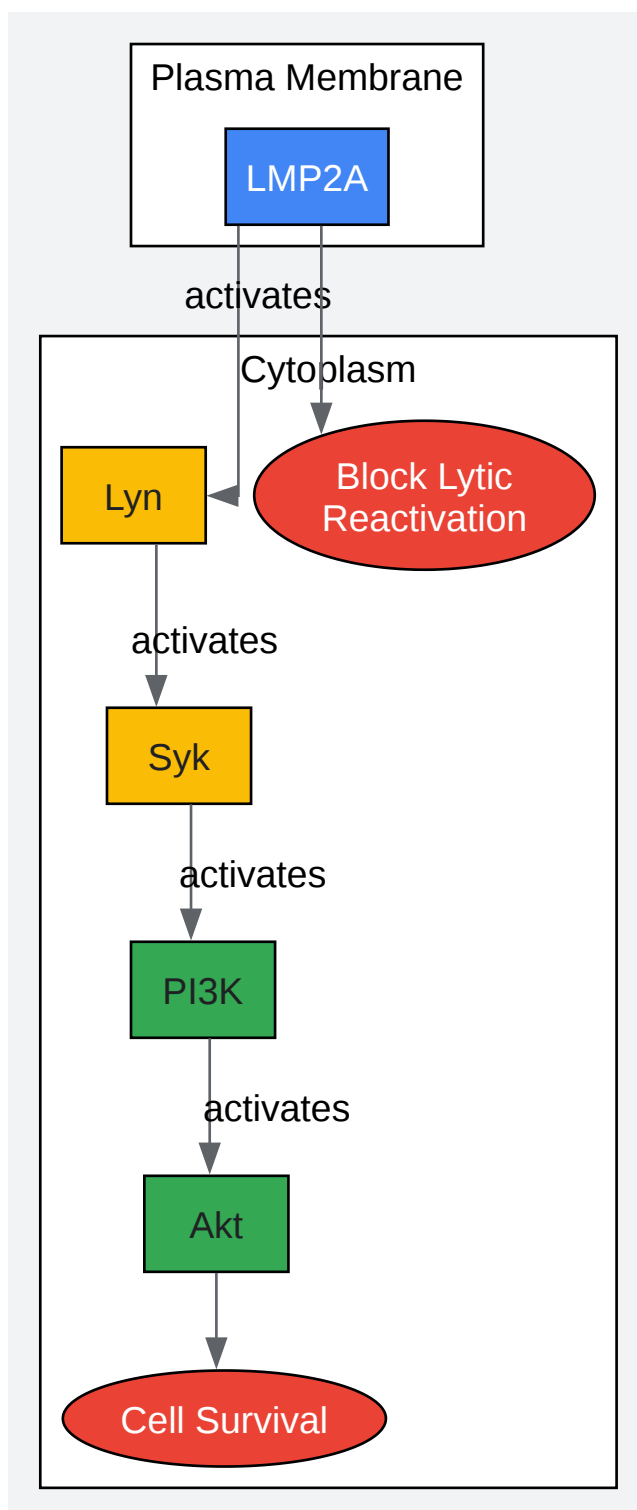 Plasma Membrane
LMP2A
activates
Cytoplasm
Lyn
Block Lytic
Reactivation
activates
Syk
activates
PI3K
activates
Akt
Cell Survival